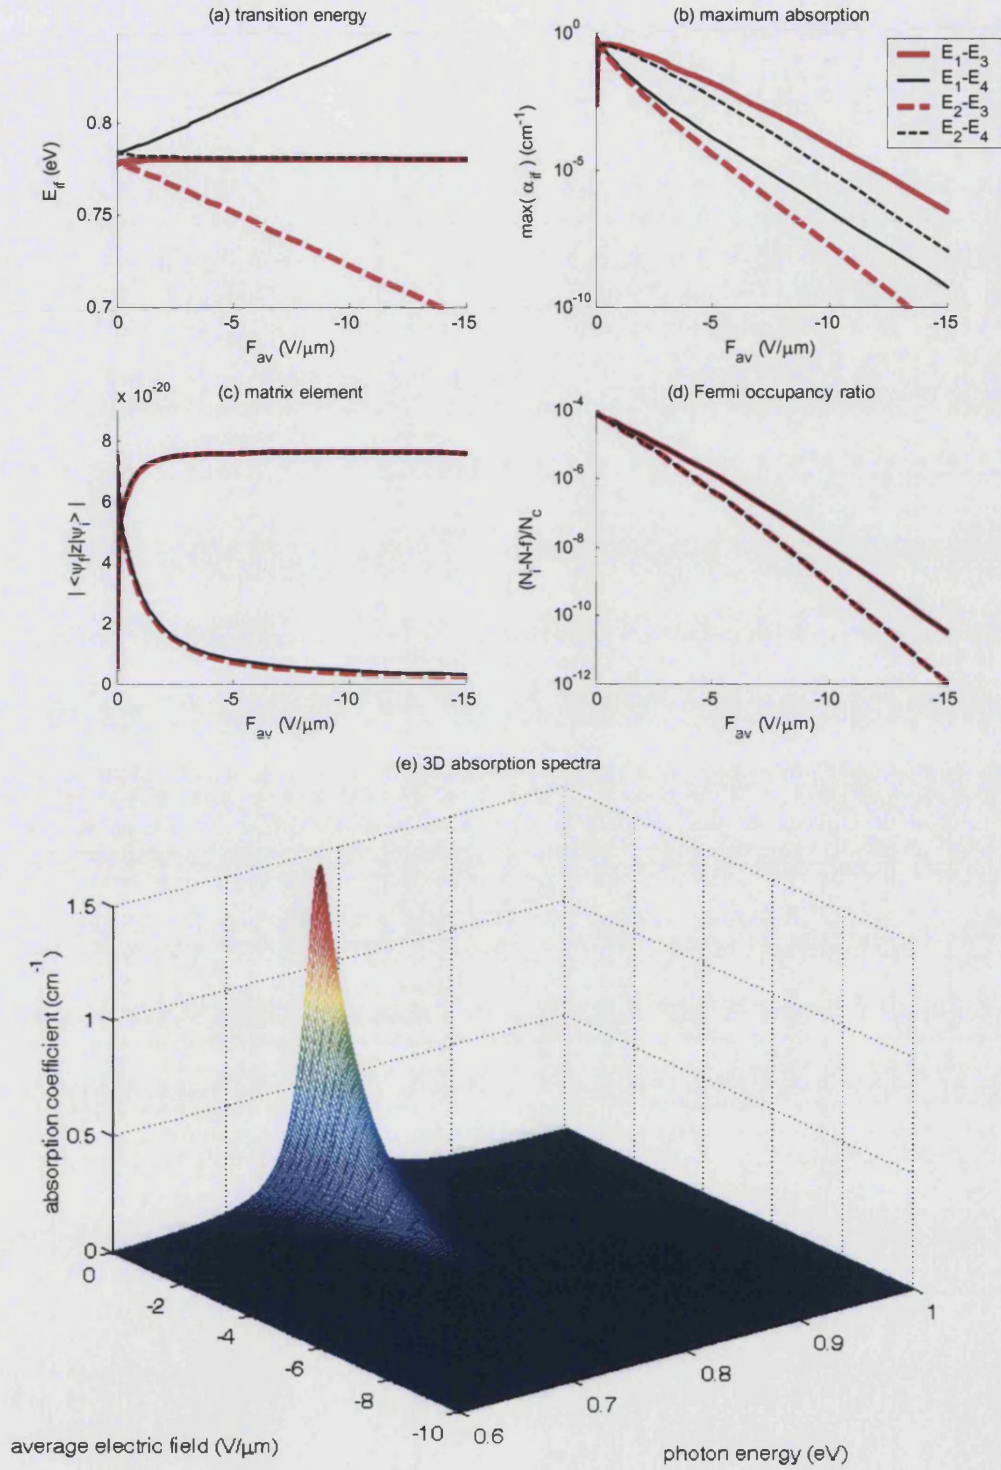 (a) transition energy
0.8
0.75
0.7
E_if (eV)
0 -5 -10 -15
F_av (V/μm)
(b) maximum absorption
10^0
10^-5
10^-10
max( α_if ) (cm^-1)
0 -5 -10 -15
F_av (V/μm)
E_1-E_3
E_1-E_4
E_2-E_3
E_2-E_4
(c) matrix element
x 10^-20
8
6
4
2
0
| <ψ_f|z|ψ_i> |
0 -5 -10 -15
F_av (V/μm)
(d) Fermi occupancy ratio
10^-4
10^-6
10^-8
10^-10
10^-12
(N_i-N-f)/N_c
0 -5 -10 -15
F_av (V/μm)
(e) 3D absorption spectra
1.5
1
0.5
0
absorption coefficient (cm^-1)
0
-2
-4
-6
-8
-10
average electric field (V/μm)
0.6
0.7
0.8
0.9
1
photon energy (eV)